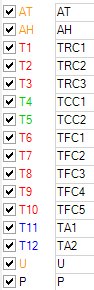 AT AT
AH AH
T1 TRC1
T2 TRC2
T3 TRC3
T4 TCC1
T5 TCC2
T6 TFC1
T7 TFC2
T8 TFC3
T9 TFC4
T10 TFC5
T11 TA1
T12 TA2
U U
P P